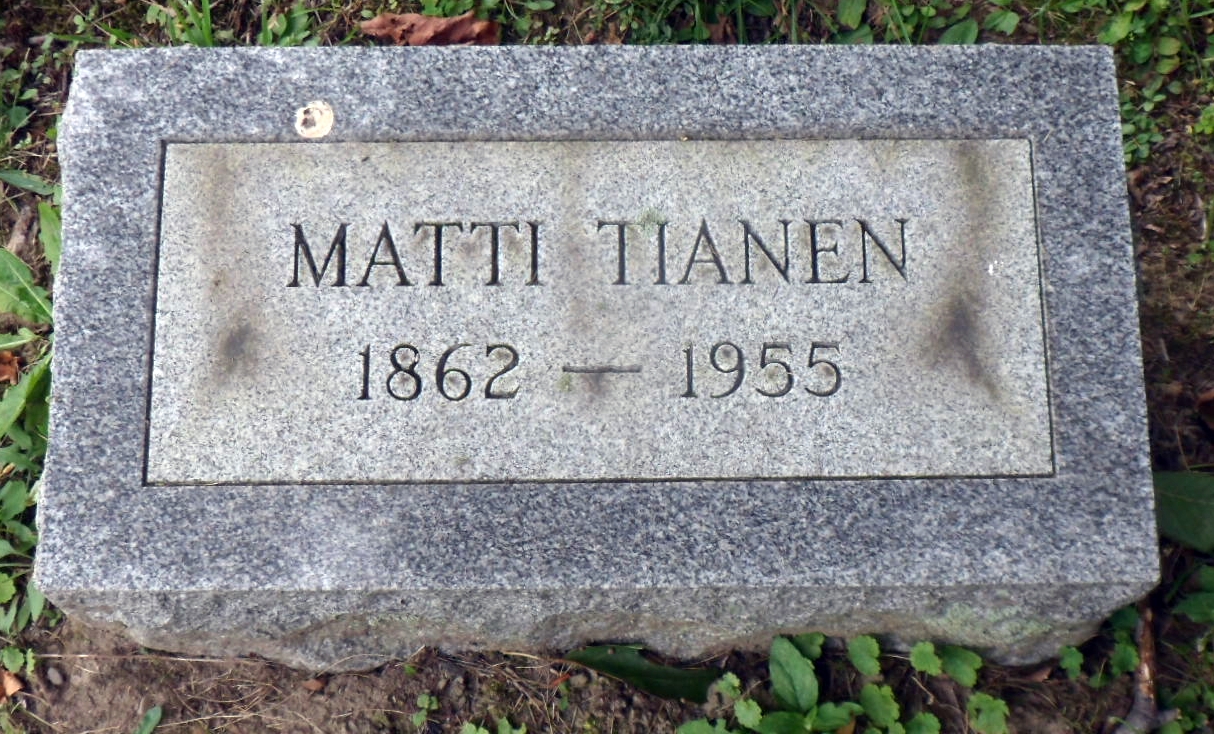 MATTI TIANEN
1862 — 1955